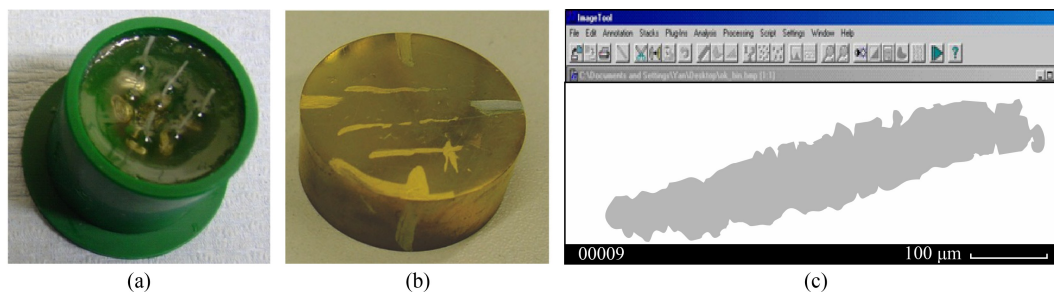 ImageTool
File Edit Annotation Stacks Plug-Ins Analysis Processing Script Settings Window Help
C:\Documents and Settings\Yan\Desktop\ok_bin.bmp [1:1]
00009 100 μm
(a) (b) (c)